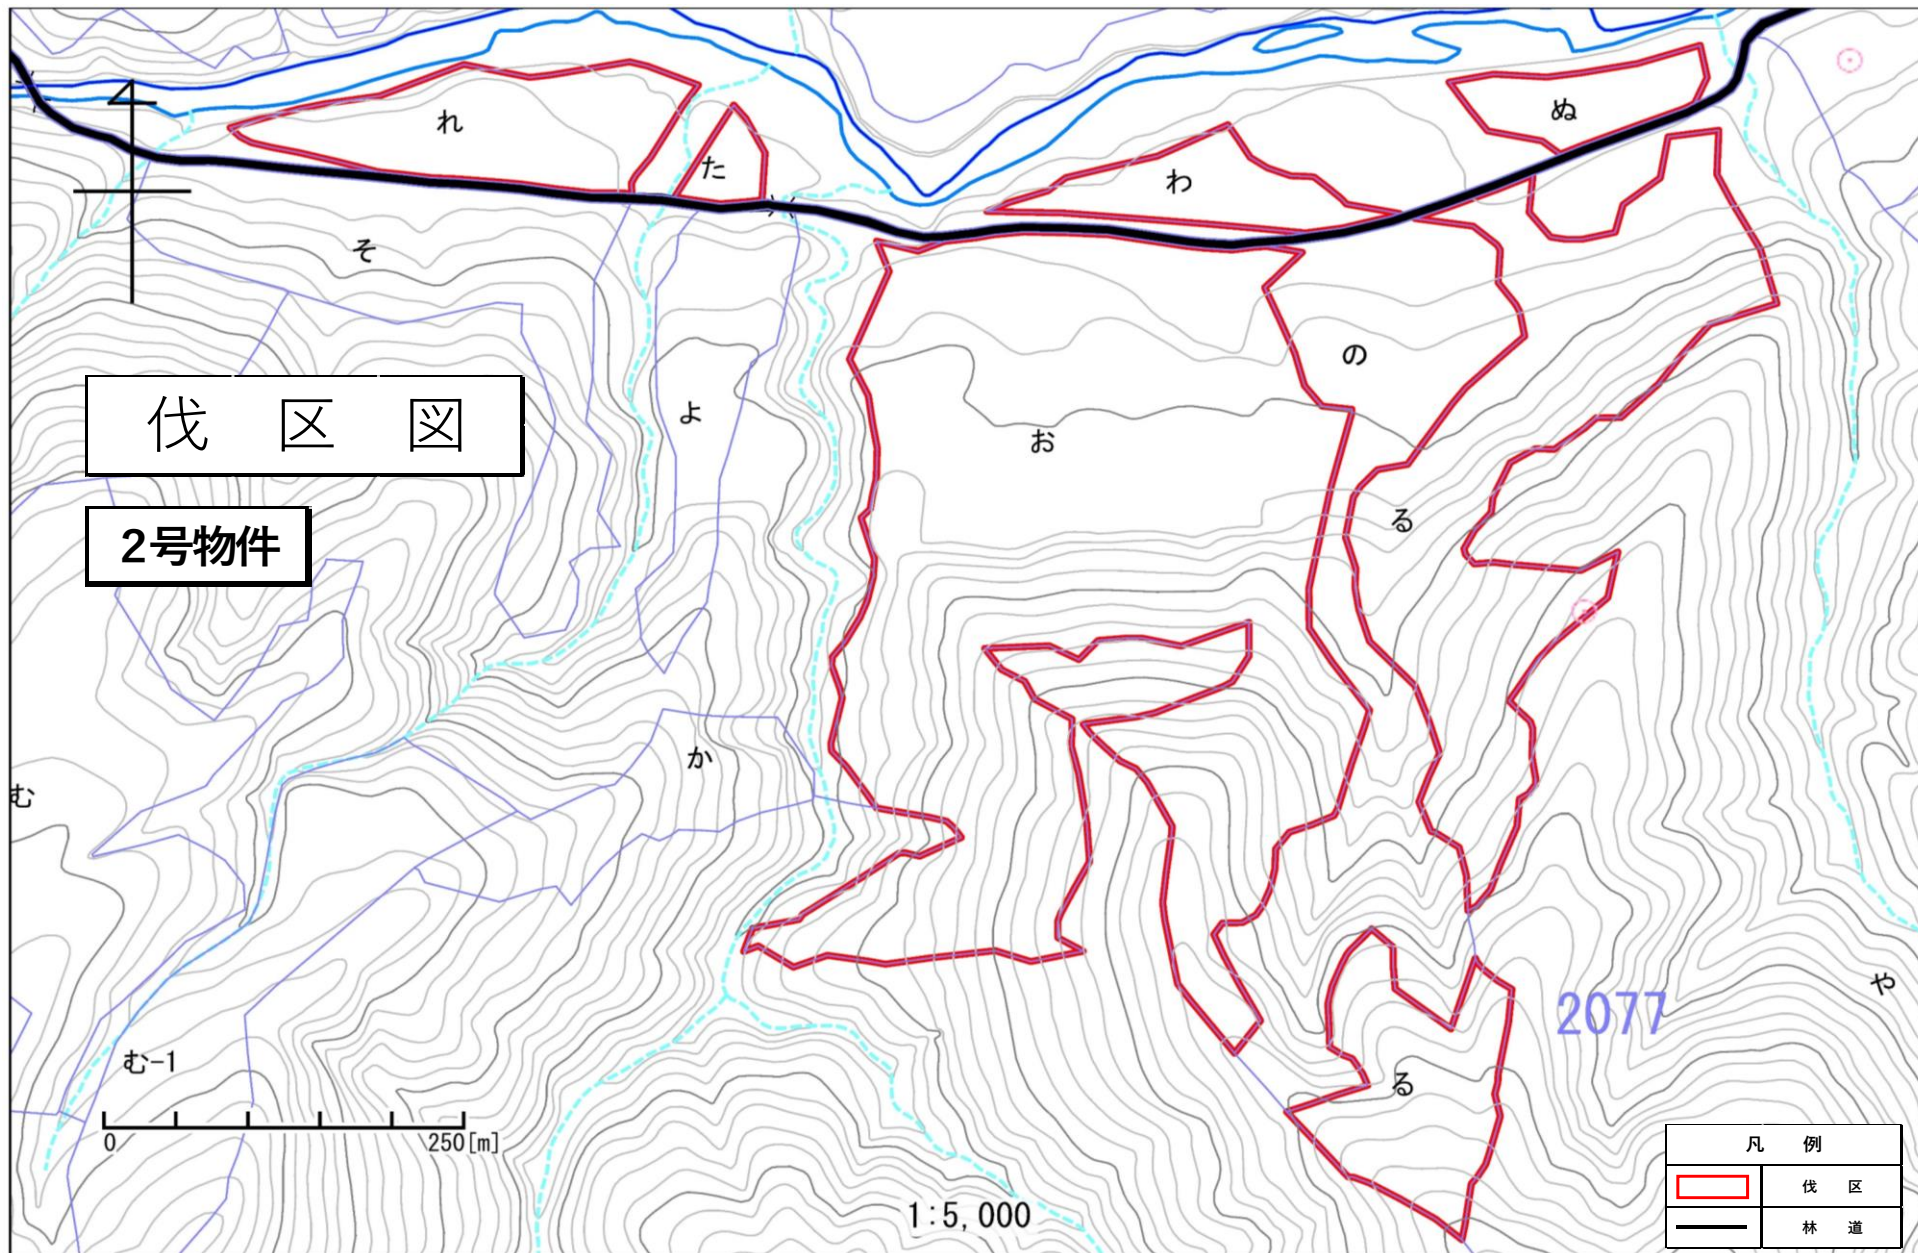 れ
た
わ
ぬ
そ
の
伐 区 図
よ
お
る
2号物件
か
む
や
2077
む-1
る
0 250[m]
1:5,000
凡 例
伐 区
林 道